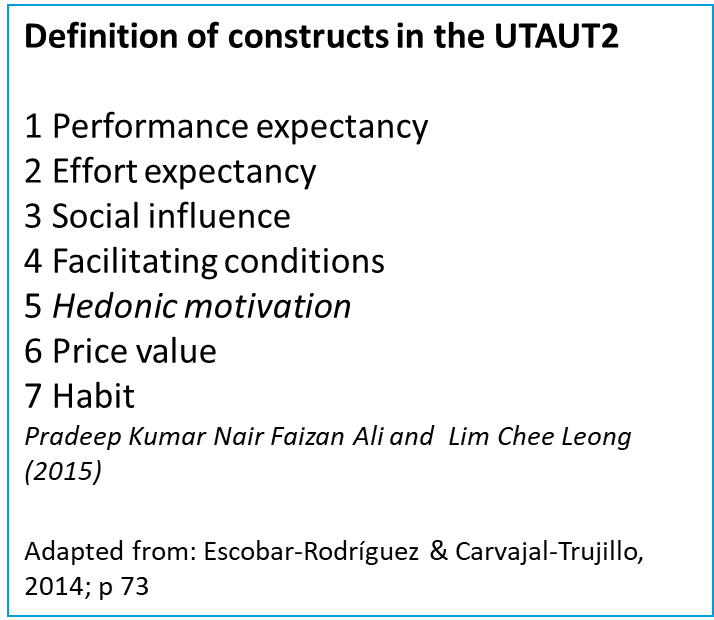 Definition of constructs in the UTAUT2
1 Performance expectancy
2 Effort expectancy
3 Social influence
4 Facilitating conditions
5 Hedonic motivation
6 Price value
7 Habit
Pradeep Kumar Nair Faizan Ali and  Lim Chee Leong
(2015)
Adapted from: Escobar-Rodríguez & Carvajal-Trujillo,
2014; p 73